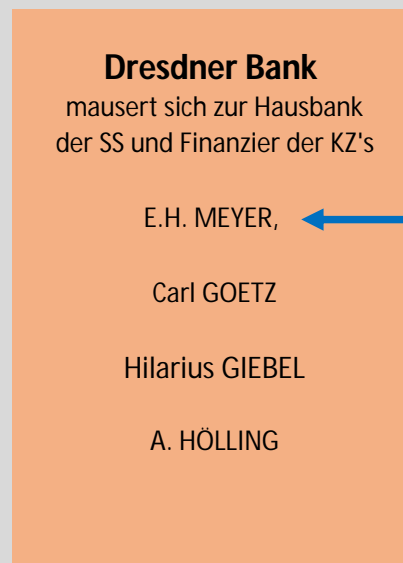 Dresdner Bank
mausert sich zur Hausbank
der SS und Finanzier der KZ's
E.H. MEYER,
Carl GOETZ
Hilarius GIEBEL
A. HÖLLING